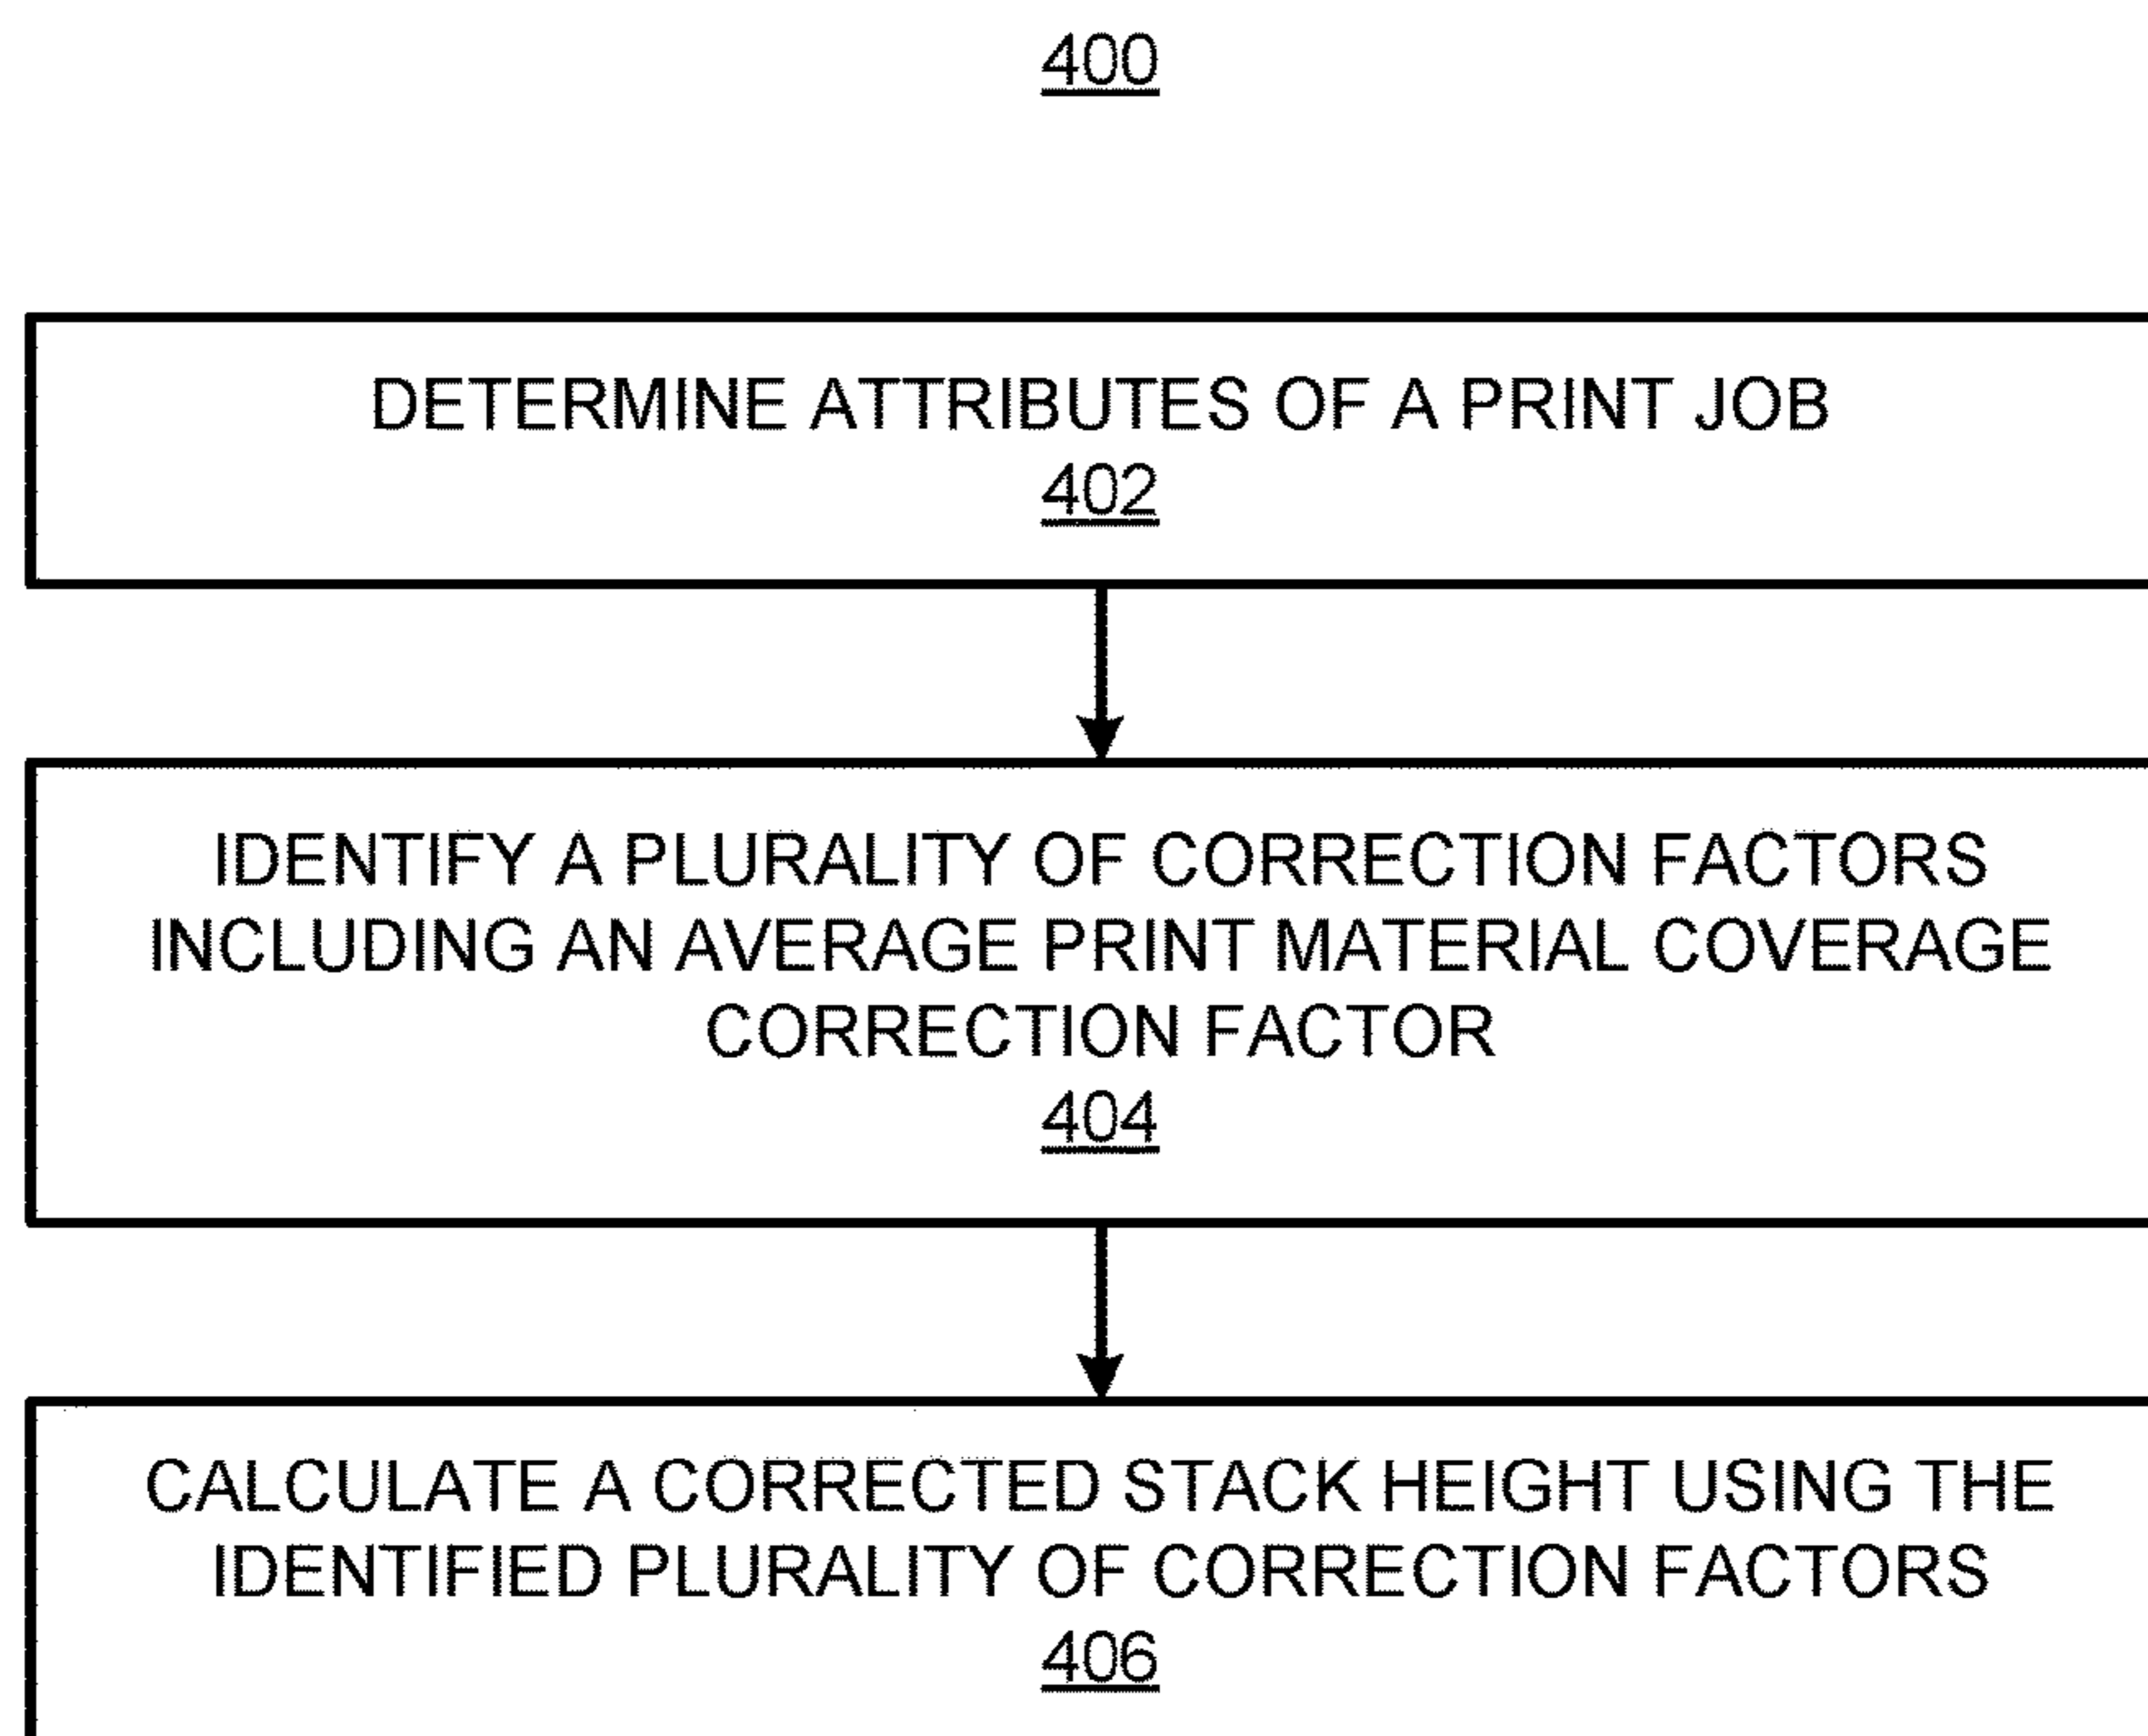 400
DETERMINE ATTRIBUTES OF A PRINT JOB
402
IDENTIFY A PLURALITY OF CORRECTION FACTORS
INCLUDING AN AVERAGE PRINT MATERIAL COVERAGE
CORRECTION FACTOR
404
CALCULATE A CORRECTED STACK HEIGHT USING THE
IDENTIFIED PLURALITY OF CORRECTION FACTORS
406